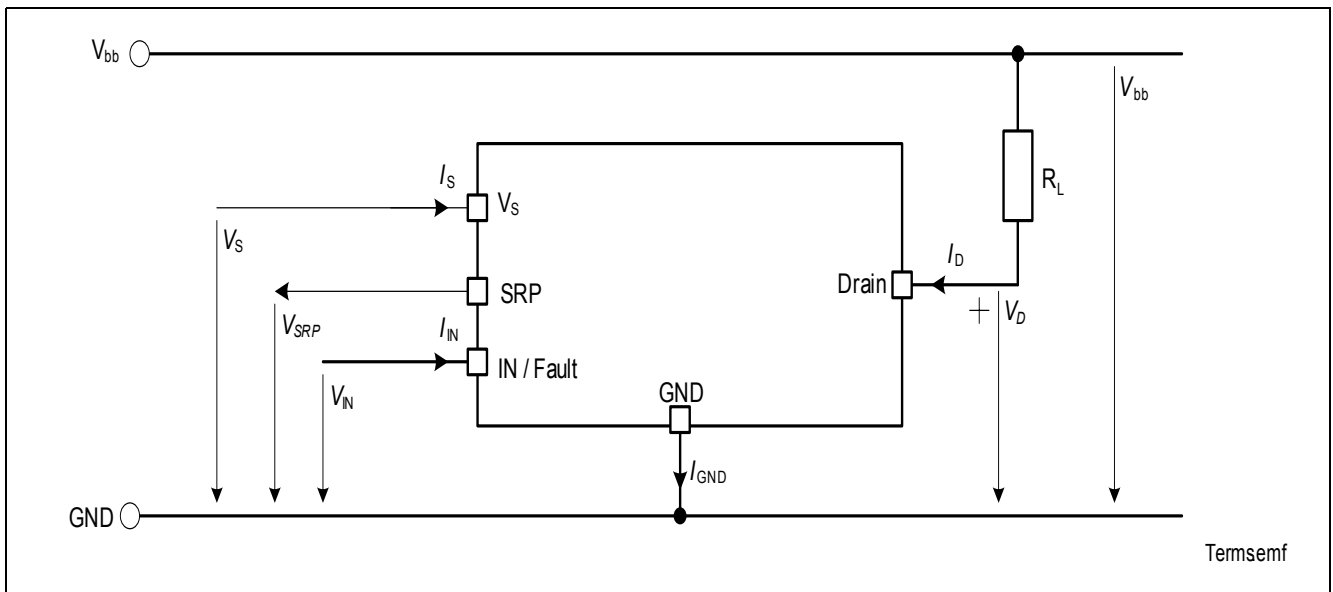 Vbb
Vbb
RL
IS
VS
VS
ID
Drain
SRP
+
VD
VSRP
IIN
IN / Fault
VIN
GND
IGND
GND
Termsemf